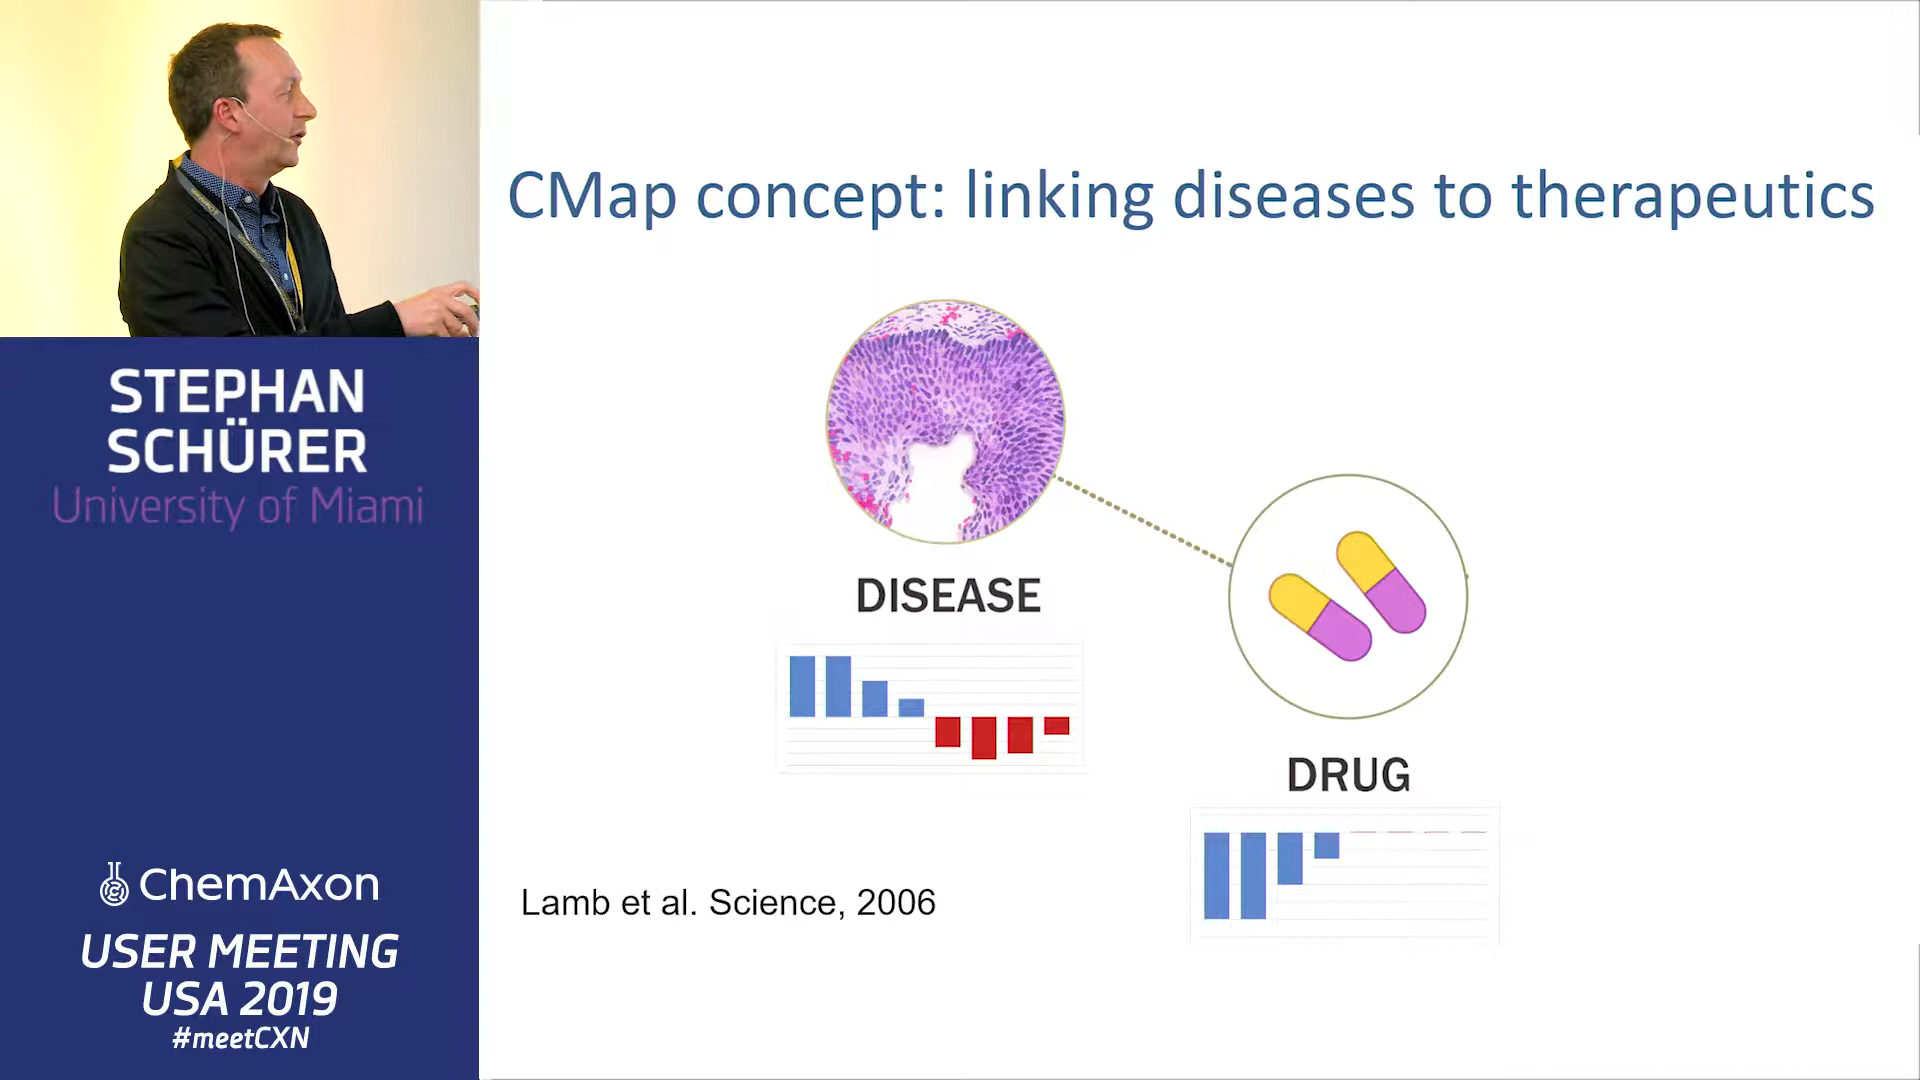 STEPHAN
SCHÜRER
University of Miami
ChemAxon
USER MEETING
USA 2019
#meetCXN
CMap concept: linking diseases to therapeutics
DISEASE
DRUG
Lamb et al. Science, 2006